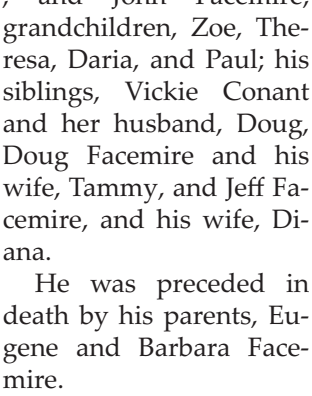 , and John Facemire;
grandchildren, Zoe, The-
resa, Daria, and Paul; his
siblings, Vickie Conant
and her husband, Doug,
Doug Facemire and his
wife, Tammy, and Jeff Fa-
cemire, and his wife, Di-
ana.
He was preceded in
death by his parents, Eu-
gene and Barbara Face-
mire.